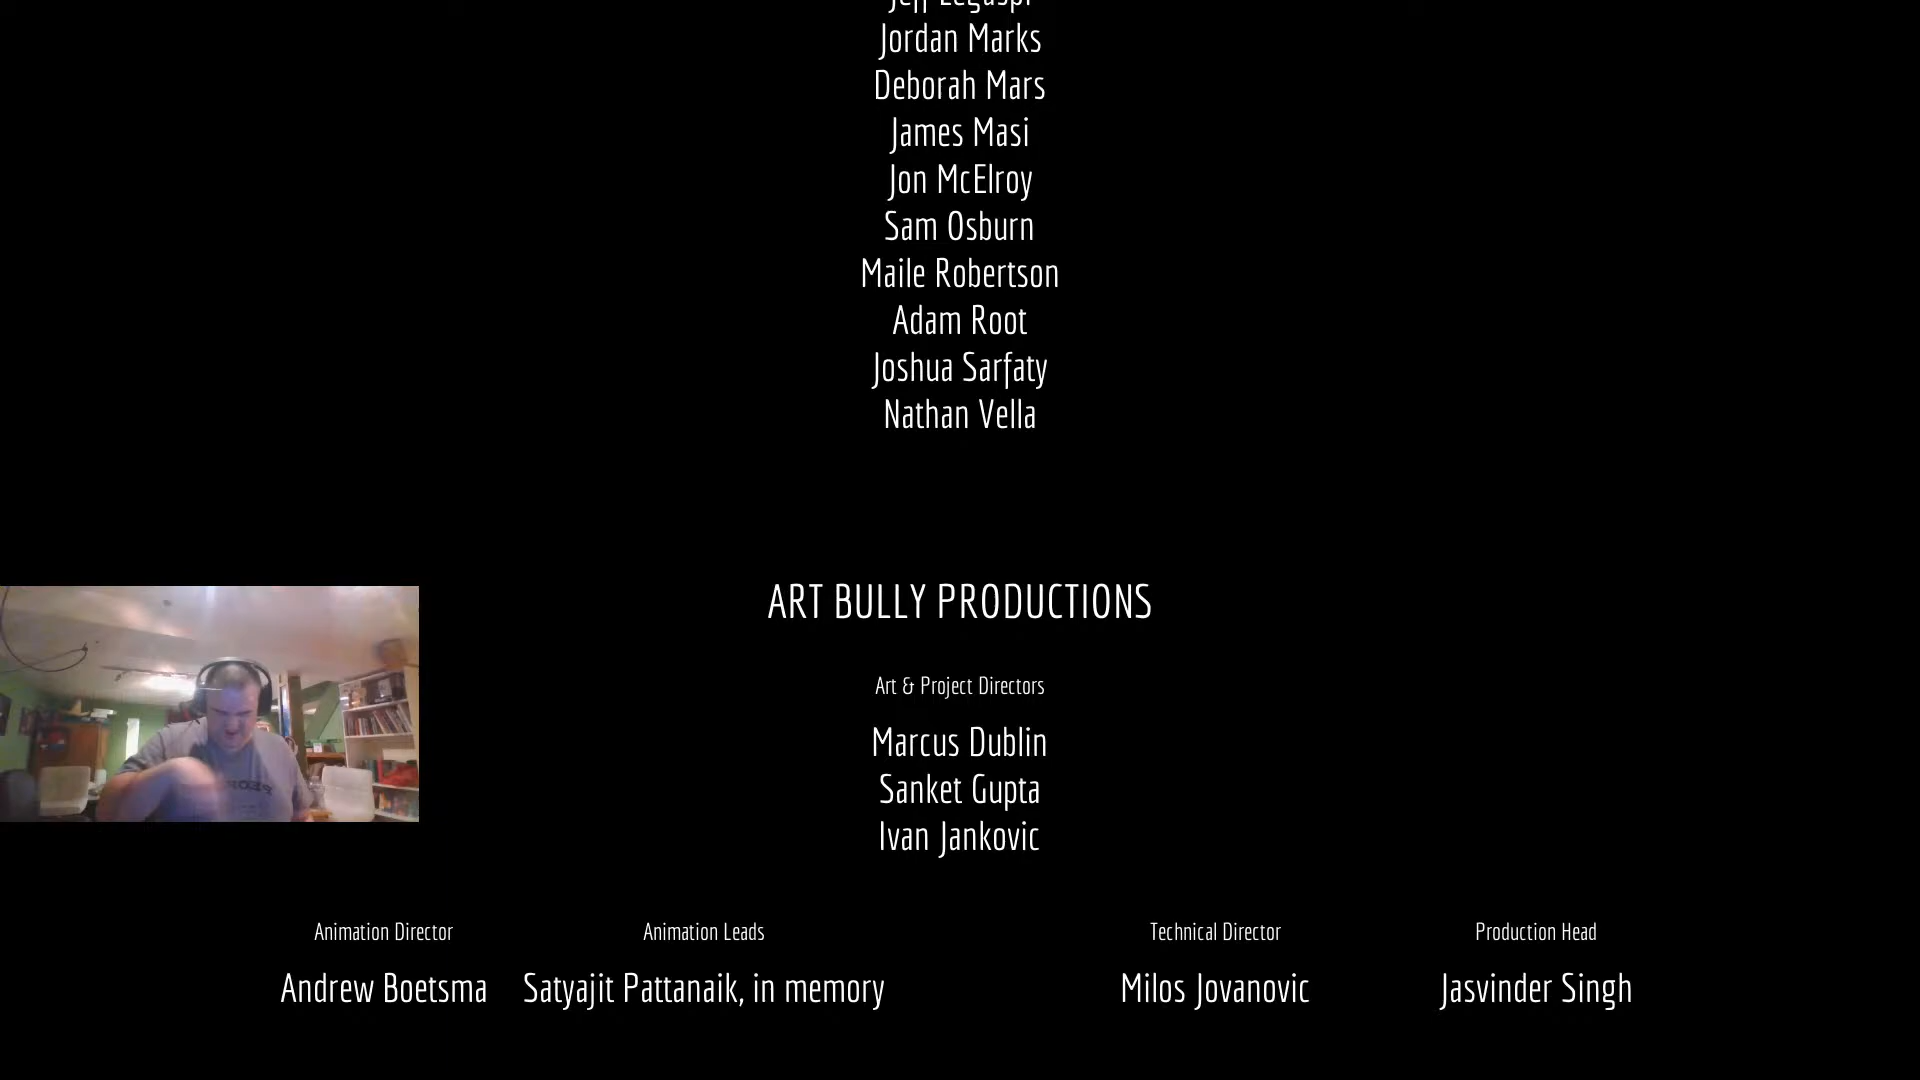 Jeff Legaspi
Jordan Marks
Deborah Mars
James Masi
Jon McElroy
Sam Osburn
Maile Robertson
Adam Root
Joshua Sarfaty
Nathan Vella
ART BULLY PRODUCTIONS
Art & Project Directors
Marcus Dublin
Sanket Gupta
Ivan Jankovic
Animation Director
Animation Leads
Technical Director
Production Head
Andrew Boetsma
Satyajit Pattanaik, in memory
Milos Jovanovic
Jasvinder Singh